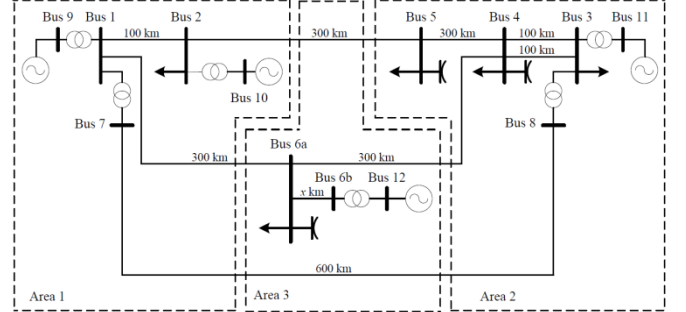 Bus 9 Bus 1 Bus 2 Bus 5 Bus 4 Bus 3 Bus 11
100 km 300 km 300 km 100 km
100 km
Bus 10
Bus 7 Bus 8
Bus 6a
300 km 300 km
Bus 6b Bus 12
x km
600 km
Area 1 Area 3 Area 2